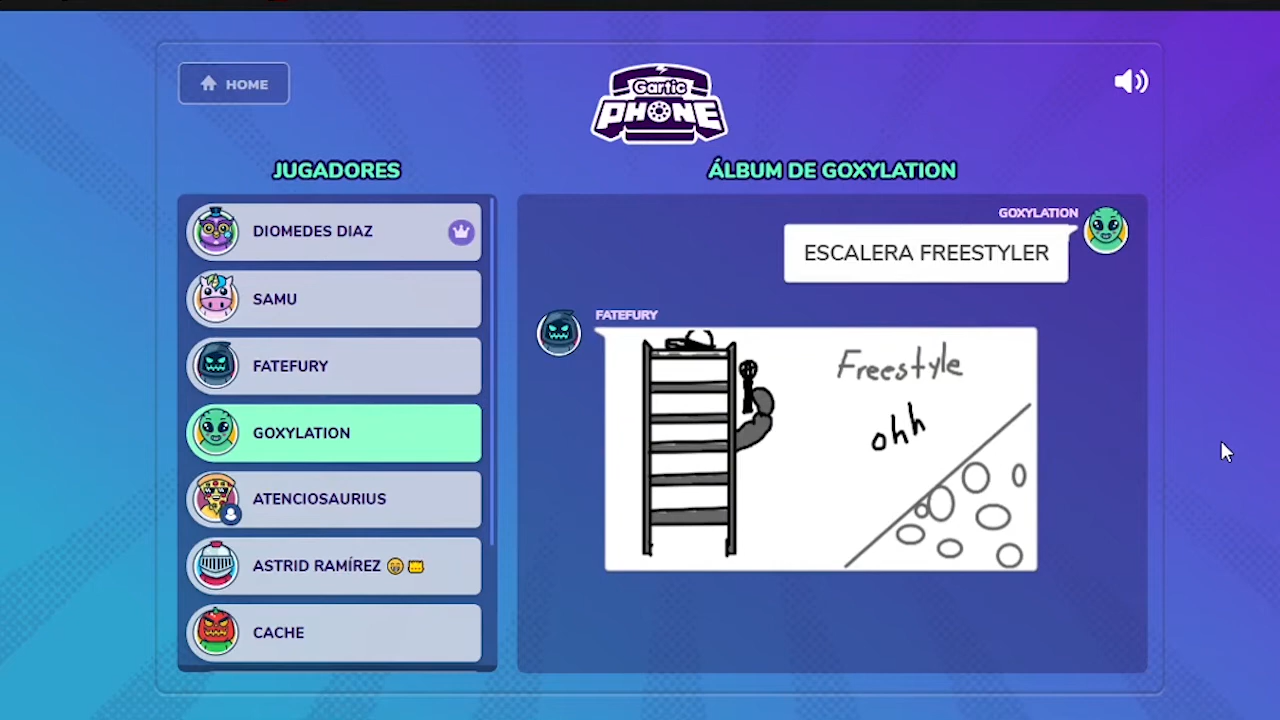 HOME
Gartic
PHONE
JUGADORES
DIOMEDES DIAZ
SAMU
FATEFURY
GOXYLATION
ATENCIOSAURIUS
ASTRID RAMÍREZ
CACHE
ÁLBUM DE GOXYLATION
GOXYLATION
ESCALERA FREESTYLER
FATEFURY
Freestyle
ohh